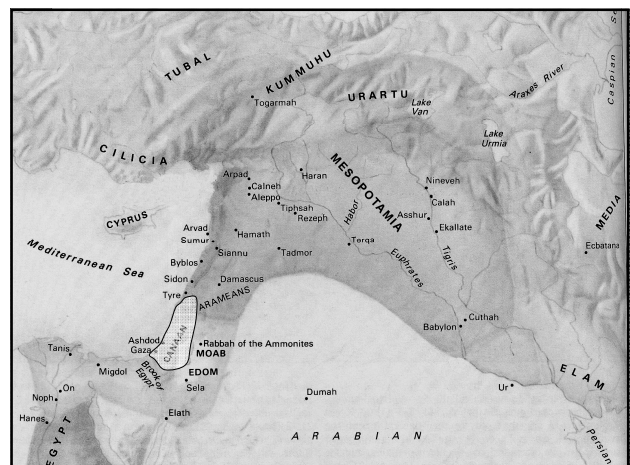 TUBAL
KUMMUHU
Togarmah
URARTU
Lake
Van
Araxes River
Caspian
Lake
Urmia
CILICIA
MESOPOTAMIA
Arpad
Calneh
Aleppo
Haran
Nineveh
Calah
Tiphsah
Rezeph
Habor
Asshur
Ekallate
MEDIA
CYPRUS
Arvad
Sumur
Hamath
Siannu
Terqa
Ecbatana
Mediterranean Sea
Byblos
Tadmor
Euphrates
Tigris
Sidon
Damascus
Tyre
ARAMEANS
Cuthah
Babylon
CANAAN
Ashdod
Gaza
Rabbah of the Ammonites
MOAB
Tanis
Migdol
Brook of
Egypt
EDOM
Sela
On
Noph
Dumah
Ur
ELAM
Hanes
Elath
EGYPT
ARABIAN
Persian